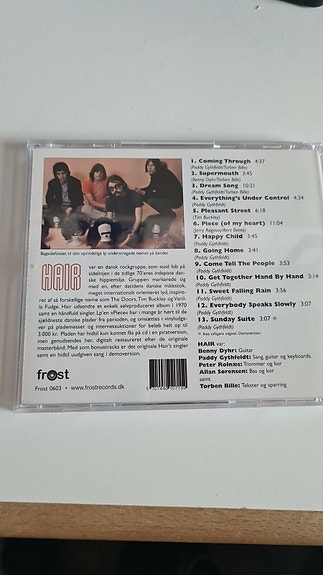 Bagsidefotoet til den oprindelige lp understregede navnet på bandet
HAIR
var en dansk rockgruppe, som stod lidt på
sidelinjen i de tidlige 70'eres indspiste dan-
ske hippiemiljø. Gruppen markerede sig
med en, efter datidens danske målestok,
meget internationalt orienteret lyd, inspire-
ret af så forskellige navne som The Doors, Tim Buckley og Vanil-
la Fudge. Hair udsendte et enkelt selvproduceret album i 1970
samt en håndfuld singler. Lp'en »Piece« har i mange år hørt til de
sjældneste danske plader fra perioden, og omsættes i vinyludga-
ver på plademesser og internetauktioner for beløb helt op til
3.000 kr. Pladen har hidtil kun kunnet fås på cd i en piratversion,
men genudsendes her, digitalt restaureret efter de originale
masterbånd. Med som bonustracks er det originale Hair's singler
samt en hidtil uudgiven sang i demoversion.
frost
Frost 0603 • www.frostrecords.dk
1. Coming Through 4:37
(Paddy Gythfeldt/Torben Bille)
2. Supermouth 3:45
(Benny Dyhr/Torben Bille)
3. Dream Song 10:23
(Paddy Gythfeldt/Torben Bille)
4. Everything's Under Control 4:34
(Paddy Gythfeldt)
5. Pleasant Street 6:18
(Tim Buckley)
6. Piece (of my heart) 11:04
(Jerry Ragovoy/Bert Berns)
7. Happy Child 3:45
(Paddy Gythfeldt)
8. Going Home 3:41
(Paddy Gythfeldt)
9. Come Tell The People 3:53
(Paddy Gythfeldt)
10. Get Together Hand By Hand 3:14
(Paddy Gythfeldt)
11. Sweet Falling Rain 3:56
(Paddy Gythfeldt)
12. Everybody Speaks Slowly 3:07
(Paddy Gythfeldt)
13. Sunday Suite 3:07
(Paddy Gythfeldt)
HAIR var:
Benny Dyhr: Guitar
Paddy Gythfeldt: Sang, guitar og keyboards.
Peter Rolnæs: Trommer og kor
Allan Sørensen: Bas og kor
samt
Torben Bille: Tekster og sparring